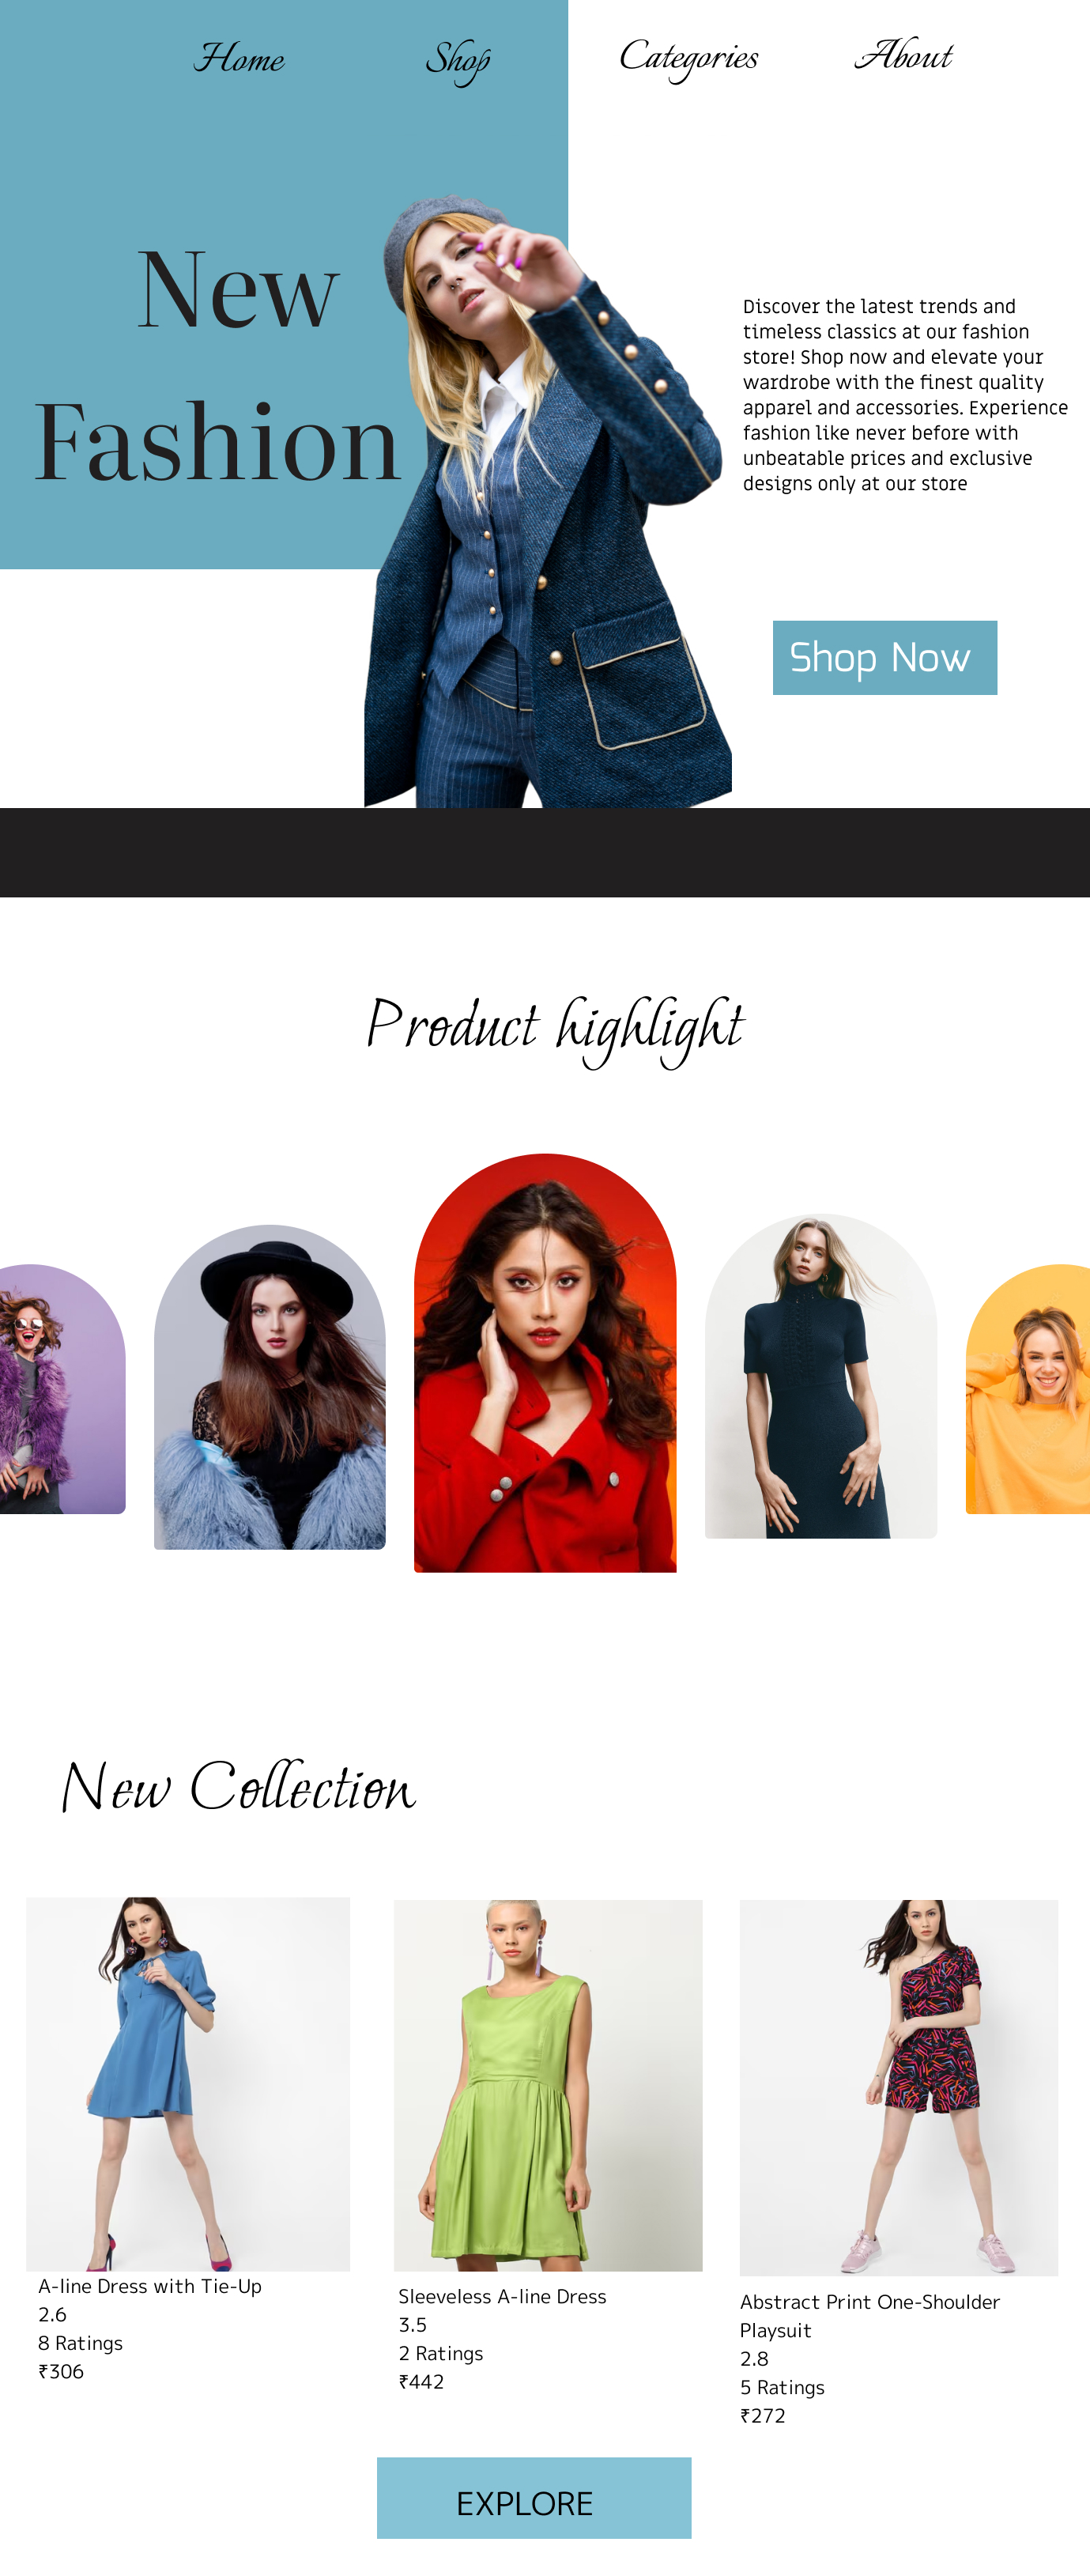 Home Shop Categories About
New
Fashion
Discover the latest trends and
timeless classics at our fashion
store! Shop now and elevate your
wardrobe with the finest quality
apparel and accessories. Experience
fashion like never before with
unbeatable prices and exclusive
designs only at our store
Shop Now
Product highlight
New Collection
A-line Dress with Tie-Up
2.6
8 Ratings
₹306
Sleeveless A-line Dress
3.5
2 Ratings
₹442
Abstract Print One-Shoulder
Playsuit
2.8
5 Ratings
₹272
EXPLORE